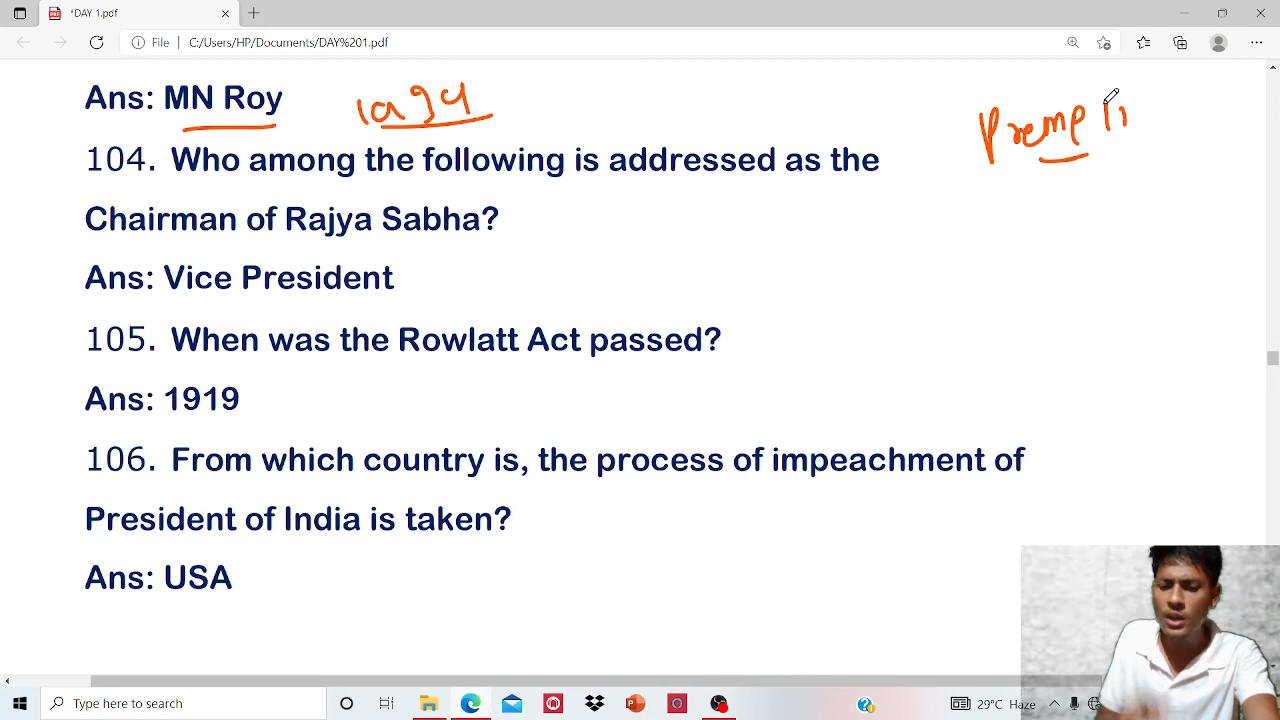 *DAY 1.pdf
File | C:/Users/HP/Documents/DAY%201.pdf
Ans: MN Roy 1934
104. Who among the following is addressed as the
Chairman of Rajya Sabha?
Ans: Vice President
105. When was the Rowlatt Act passed?
Ans: 1919
106. From which country is, the process of impeachment of
President of India is taken?
Ans: USA
Type here to search
29°C Haze